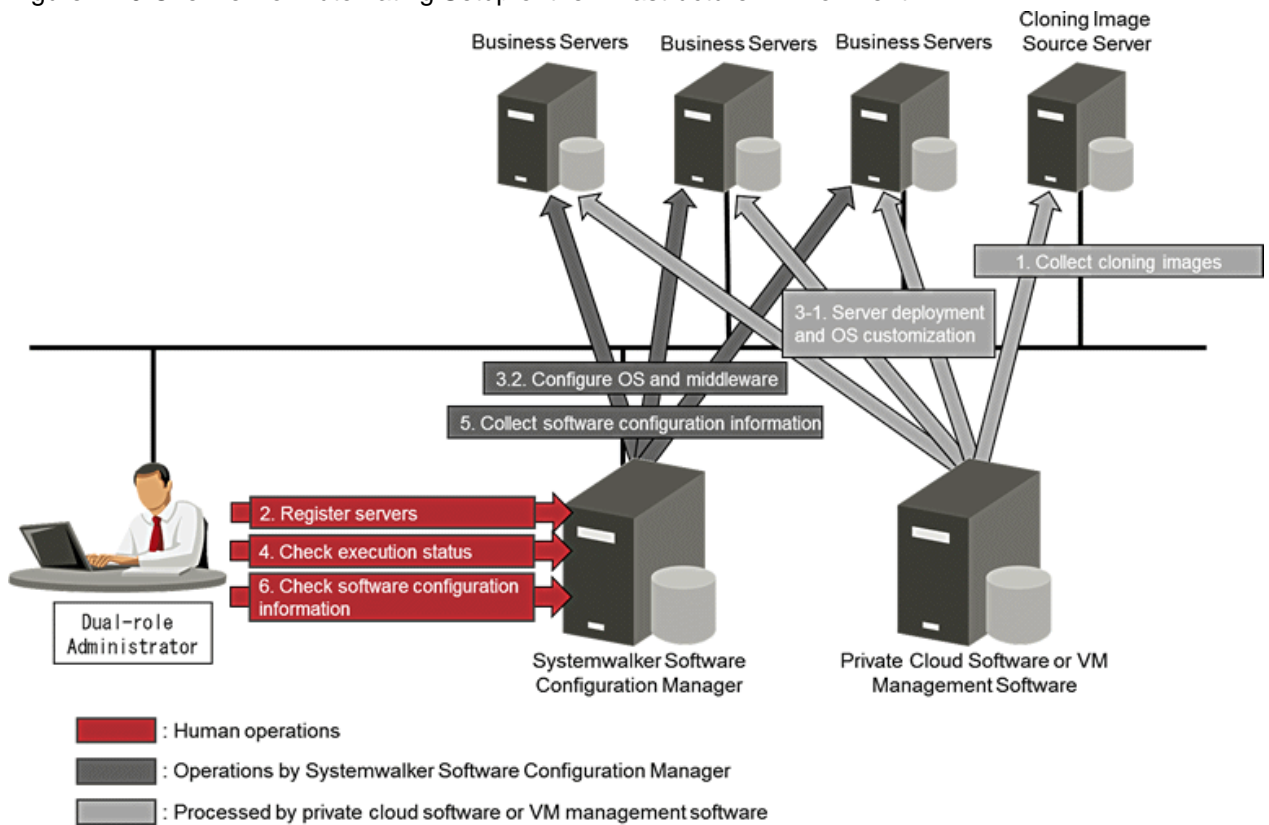 Business Servers
Business Servers
Business Servers
Cloning Image
Source Server
1. Collect cloning images
3-1. Server deployment
and OS customization
3.2. Configure OS and middleware
5. Collect software configuration information
2. Register servers
4. Check execution status
6. Check software configuration
information
Dual-role
Administrator
Systemwalker Software
Configuration Manager
Private Cloud Software or VM
Management Software
: Human operations
: Operations by Systemwalker Software Configuration Manager
: Processed by private cloud software or VM management software